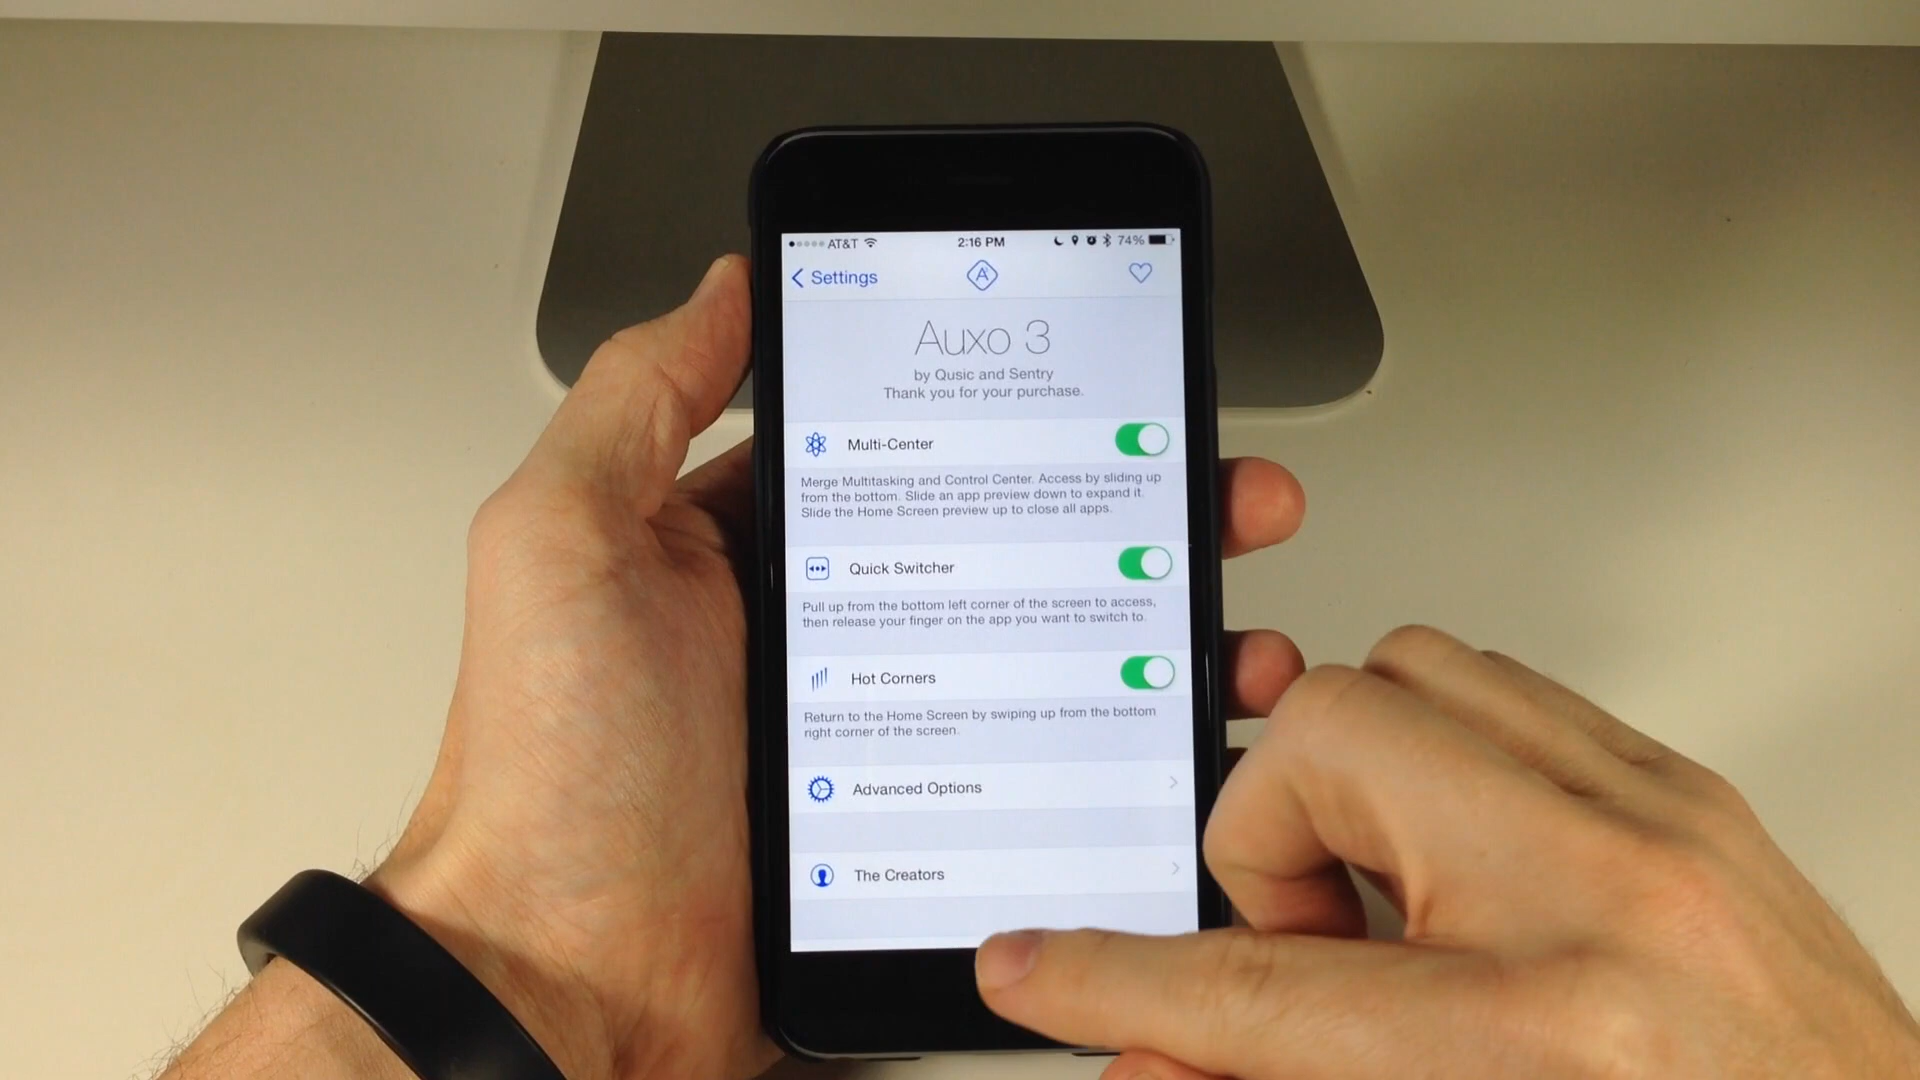 AT&T 2:16 PM 74%
Settings A
Auxo 3
by Qusic and Sentry
Thank you for your purchase.
Multi-Center
Merge Multitasking and Control Center. Access by sliding up
from the bottom. Slide an app preview down to expand it.
Slide the Home Screen preview up to close all apps.
Quick Switcher
Pull up from the bottom left corner of the screen to access,
then release your finger on the app you want to switch to.
Hot Corners
Return to the Home Screen by swiping up from the bottom
right corner of the screen.
Advanced Options
The Creators